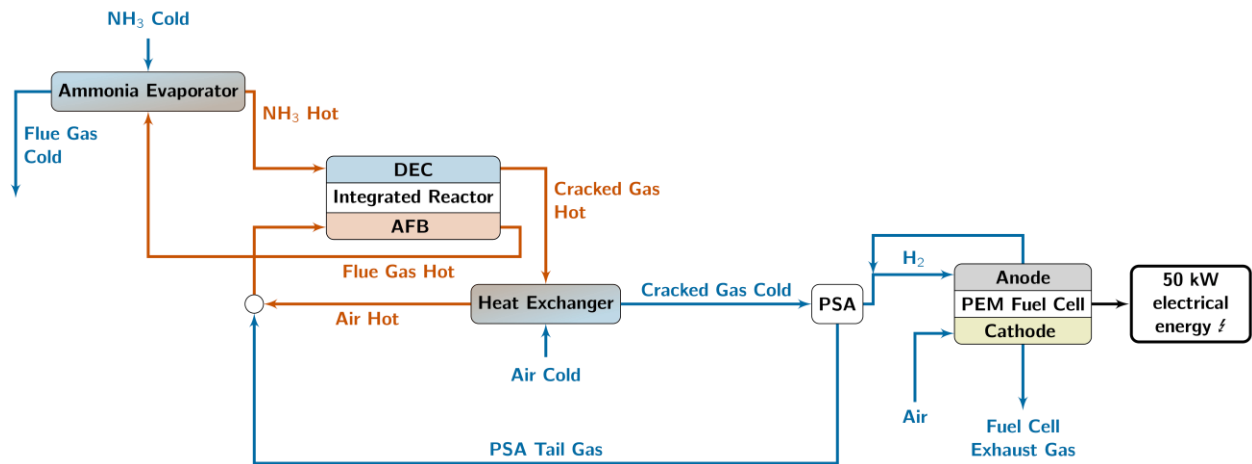 NH₃ Cold
Ammonia Evaporator
NH₃ Hot
Flue Gas
Cold
DEC
Integrated Reactor
AFB
Cracked Gas
Hot
Flue Gas Hot
H₂
Anode
PEM Fuel Cell
Cathode
50 kW
electrical
energy
Heat Exchanger
Cracked Gas Cold
PSA
Air Hot
Air Cold
Air
Fuel Cell
Exhaust Gas
PSA Tail Gas